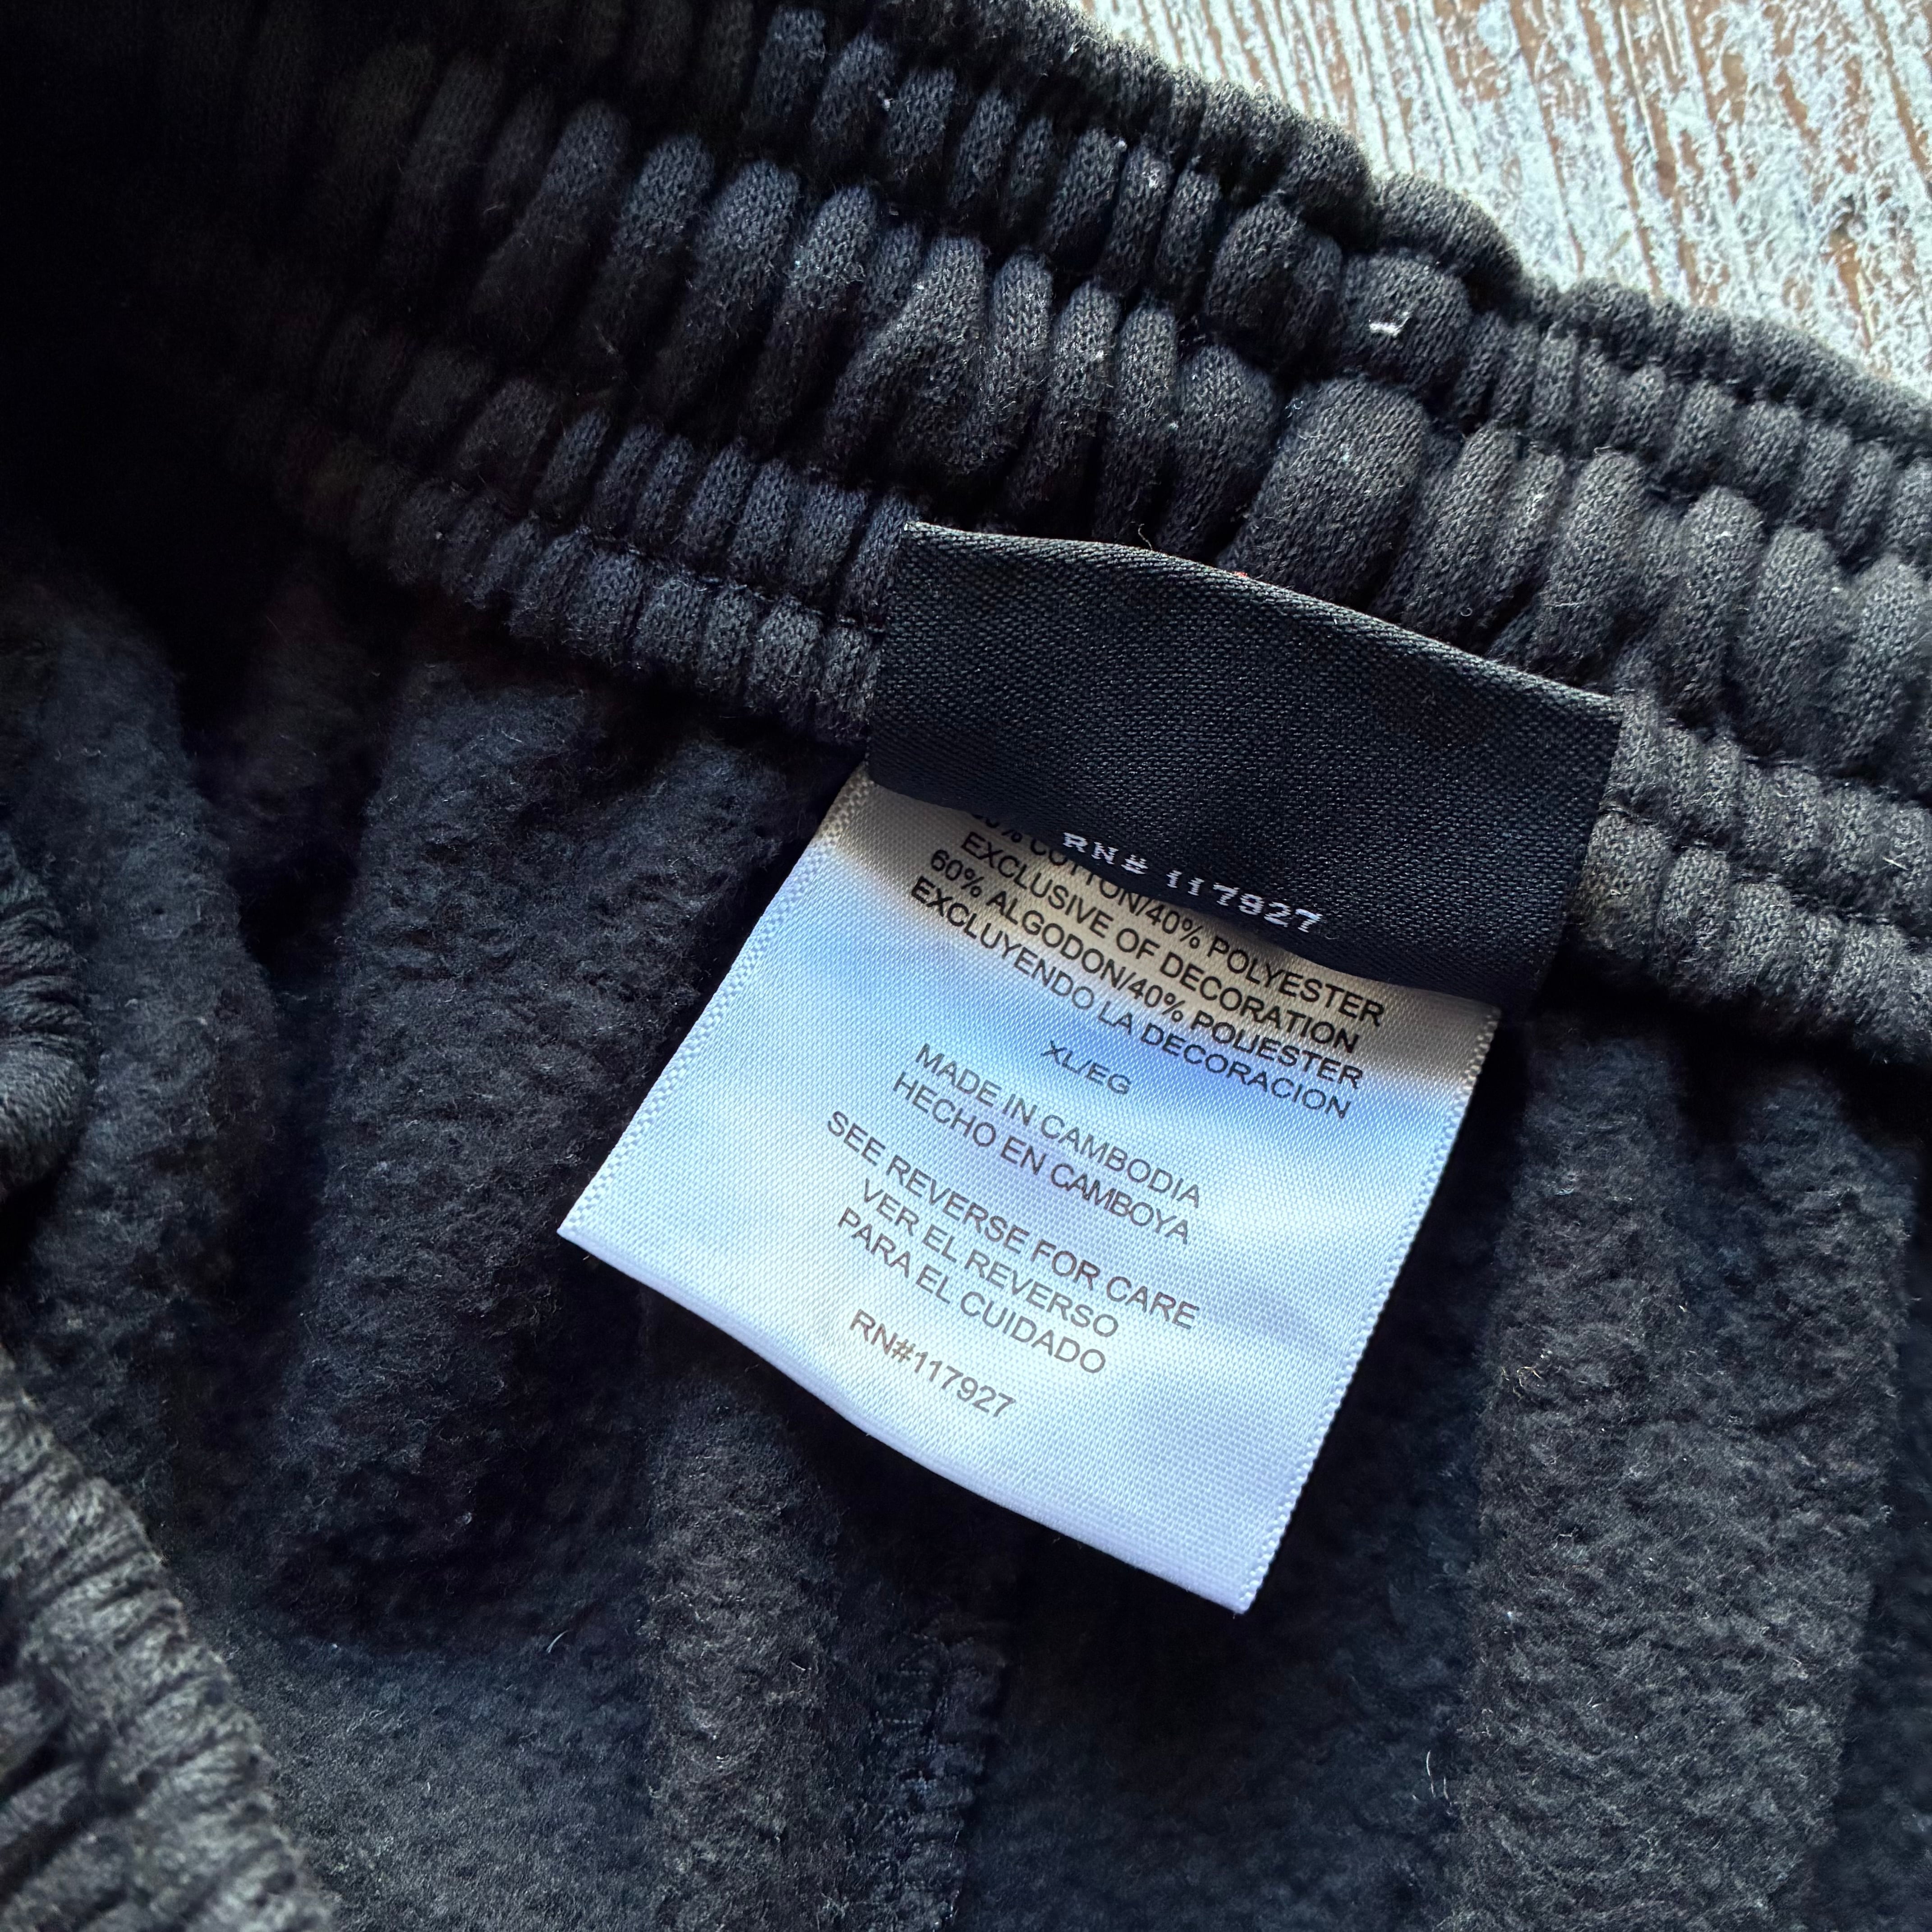 RN# 117927
COTTON/40% POLYESTER
EXCLUSIVE OF DECORATION
60% ALGODON/40% POLIESTER
EXCLUYENDO LA DECORACION
XL/EG
MADE IN CAMBODIA
HECHO EN CAMBOYA
SEE REVERSE FOR CARE
VER EL REVERSO
PARA EL CUIDADO
RN#117927